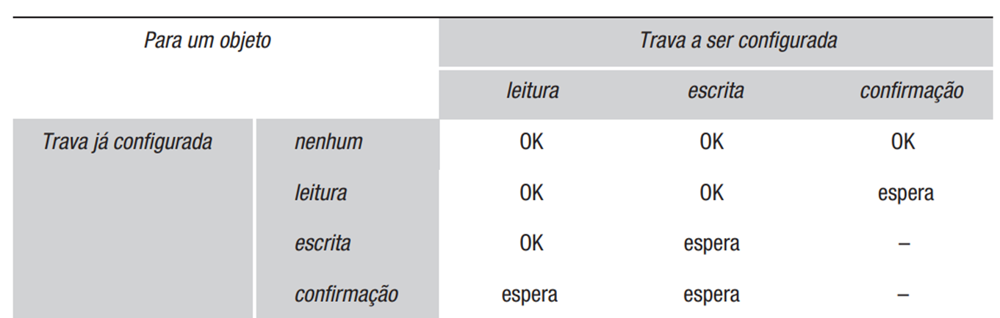 Para um objeto Trava a ser configurada
leitura escrita confirmação
Trava já configurada nenhum OK OK OK
leitura OK OK espera
escrita OK espera –
confirmação espera espera –